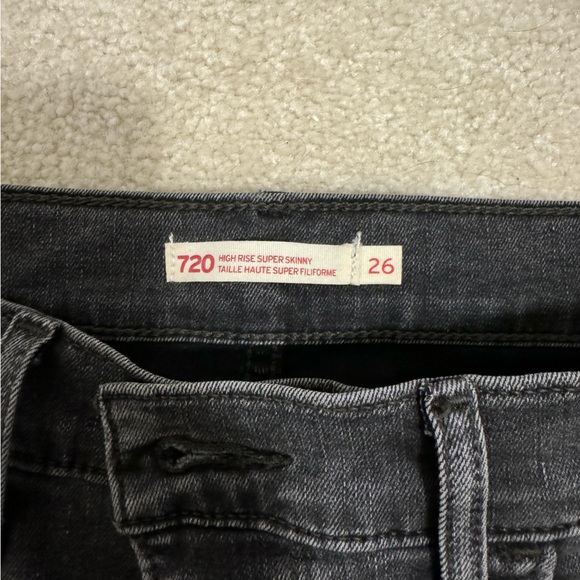 720 HIGH RISE SUPER SKINNY
TAILLE HAUTE SUPER FILIFORME
26